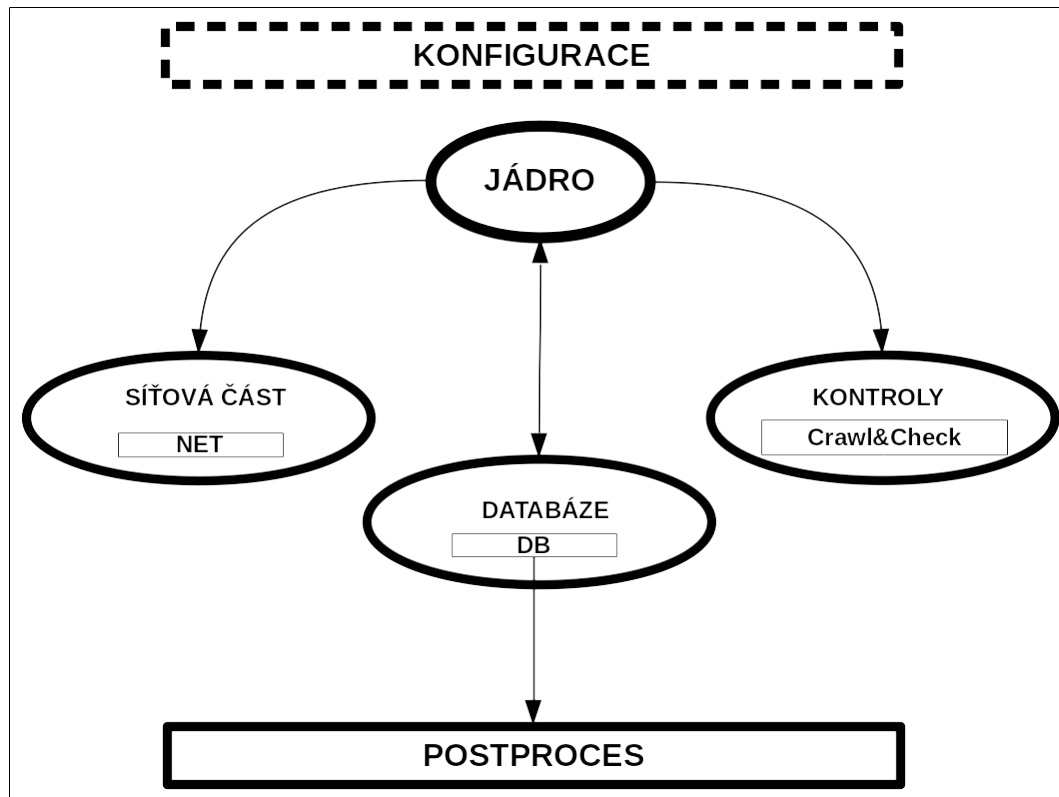 KONFIGURACE
JÁDRO
SÍŤOVÁ ČÁST
NET
KONTROLY
Crawl&Check
DATABÁZE
DB
POSTPROCES